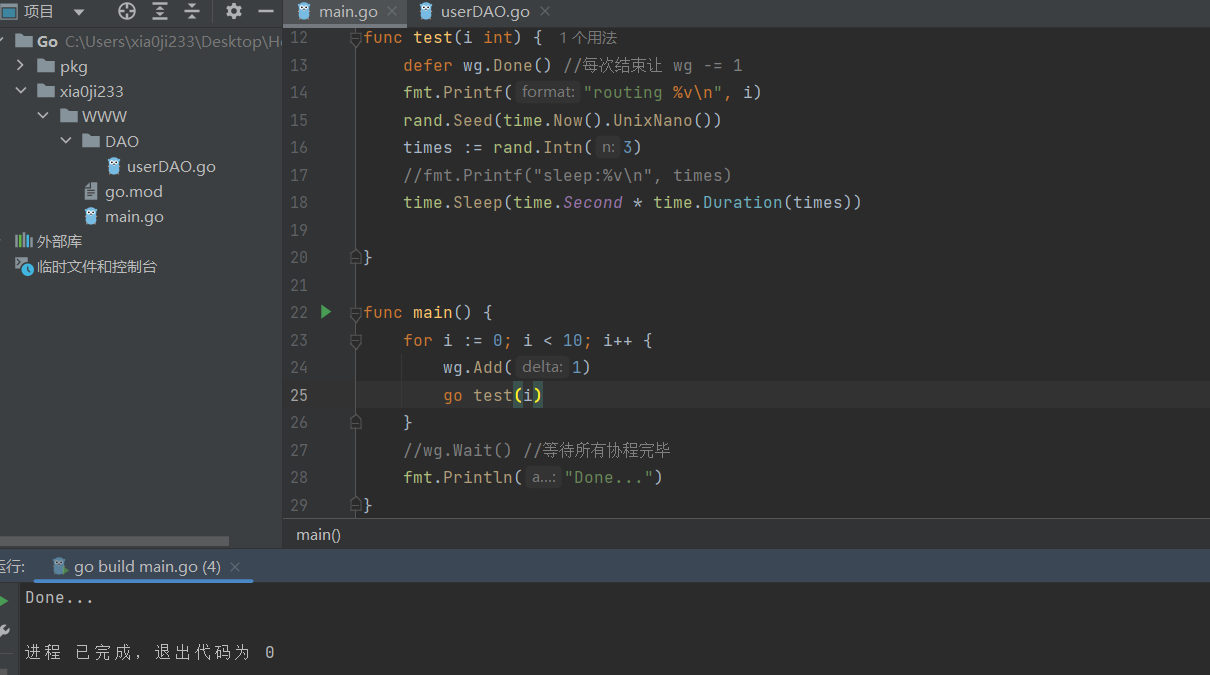 项目
main.go
userDAO.go
Go C:\Users\xia0ji233\Desktop\H
pkg
xia0ji233
WWW
DAO
userDAO.go
go.mod
main.go
外部库
临时文件和控制台
12 func test(i int) { 1个用法
13 defer wg.Done() //每次结束让 wg -= 1
14 fmt.Printf( format: "routing %v\n", i)
15 rand.Seed(time.Now().UnixNano())
16 times := rand.Intn( n: 3)
17 //fmt.Printf("sleep:%v\n", times)
18 time.Sleep(time.Second * time.Duration(times))
19
20 }
21
22 func main() {
23 for i := 0; i < 10; i++ {
24 wg.Add( delta: 1)
25 go test(i)
26 }
27 //wg.Wait() //等待所有协程完毕
28 fmt.Println( a...: "Done...")
29 }
main()
运行:
go build main.go (4)
Done...
进程 已完成，退出代码为 0